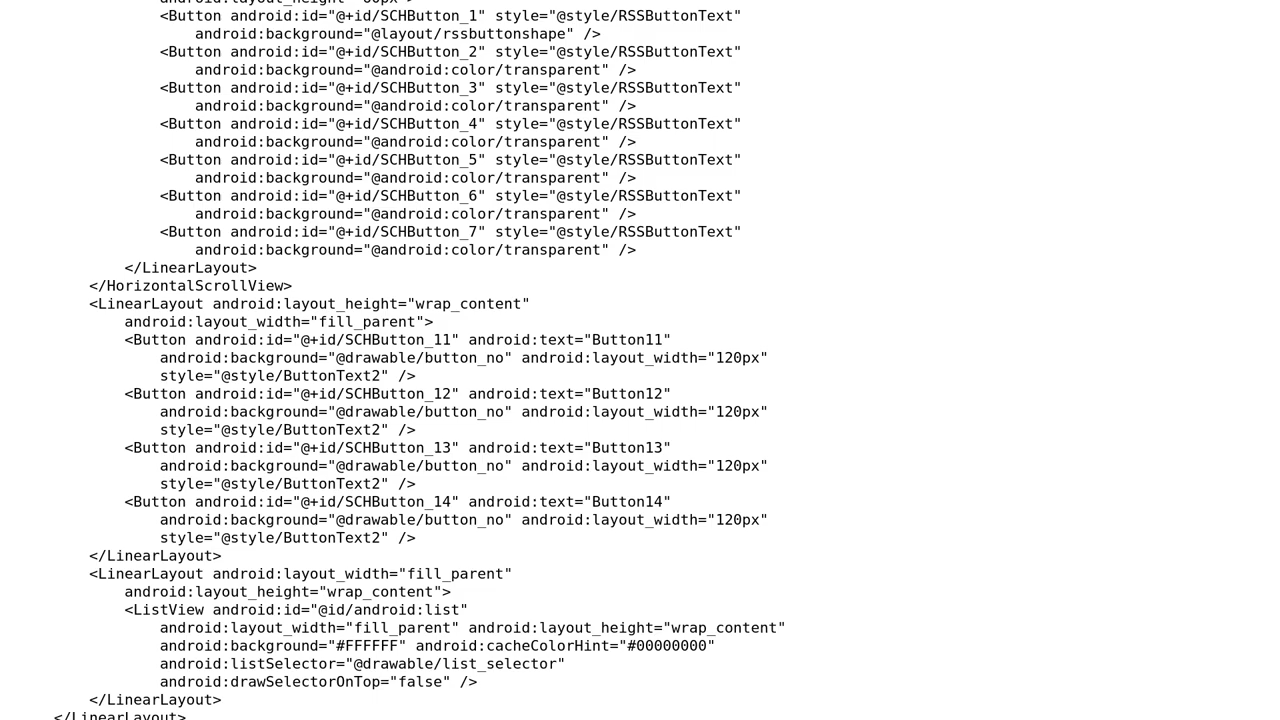 android:layout_height="60px">
<Button android:id="@+id/SCHButton_1" style="@style/RSSButtonText"
android:background="@layout/rssbuttonshape" />
<Button android:id="@+id/SCHButton_2" style="@style/RSSButtonText"
android:background="@android:color/transparent" />
<Button android:id="@+id/SCHButton_3" style="@style/RSSButtonText"
android:background="@android:color/transparent" />
<Button android:id="@+id/SCHButton_4" style="@style/RSSButtonText"
android:background="@android:color/transparent" />
<Button android:id="@+id/SCHButton_5" style="@style/RSSButtonText"
android:background="@android:color/transparent" />
<Button android:id="@+id/SCHButton_6" style="@style/RSSButtonText"
android:background="@android:color/transparent" />
<Button android:id="@+id/SCHButton_7" style="@style/RSSButtonText"
android:background="@android:color/transparent" />
</LinearLayout>
</HorizontalScrollView>
<LinearLayout android:layout_height="wrap_content"
android:layout_width="fill_parent">
<Button android:id="@+id/SCHButton_11" android:text="Button11"
android:background="@drawable/button_no" android:layout_width="120px"
style="@style/ButtonText2" />
<Button android:id="@+id/SCHButton_12" android:text="Button12"
android:background="@drawable/button_no" android:layout_width="120px"
style="@style/ButtonText2" />
<Button android:id="@+id/SCHButton_13" android:text="Button13"
android:background="@drawable/button_no" android:layout_width="120px"
style="@style/ButtonText2" />
<Button android:id="@+id/SCHButton_14" android:text="Button14"
android:background="@drawable/button_no" android:layout_width="120px"
style="@style/ButtonText2" />
</LinearLayout>
<LinearLayout android:layout_width="fill_parent"
android:layout_height="wrap_content">
<ListView android:id="@id/android:list"
android:layout_width="fill_parent" android:layout_height="wrap_content"
android:background="#FFFFFF" android:cacheColorHint="#00000000"
android:listSelector="@drawable/list_selector"
android:drawSelectorOnTop="false" />
</LinearLayout>
</LinearLayout>